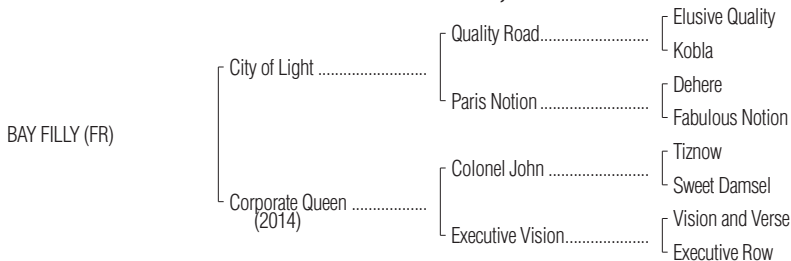 Elusive Quality
Quality Road..........................
Kobla
City of Light ..........................
Dehere
Paris Notion ..........................
Fabulous Notion
BAY FILLY (FR)
Tiznow
Colonel John ........................
Sweet Damsel
Corporate Queen ..................
(2014)
Vision and Verse
Executive Vision....................
Executive Row